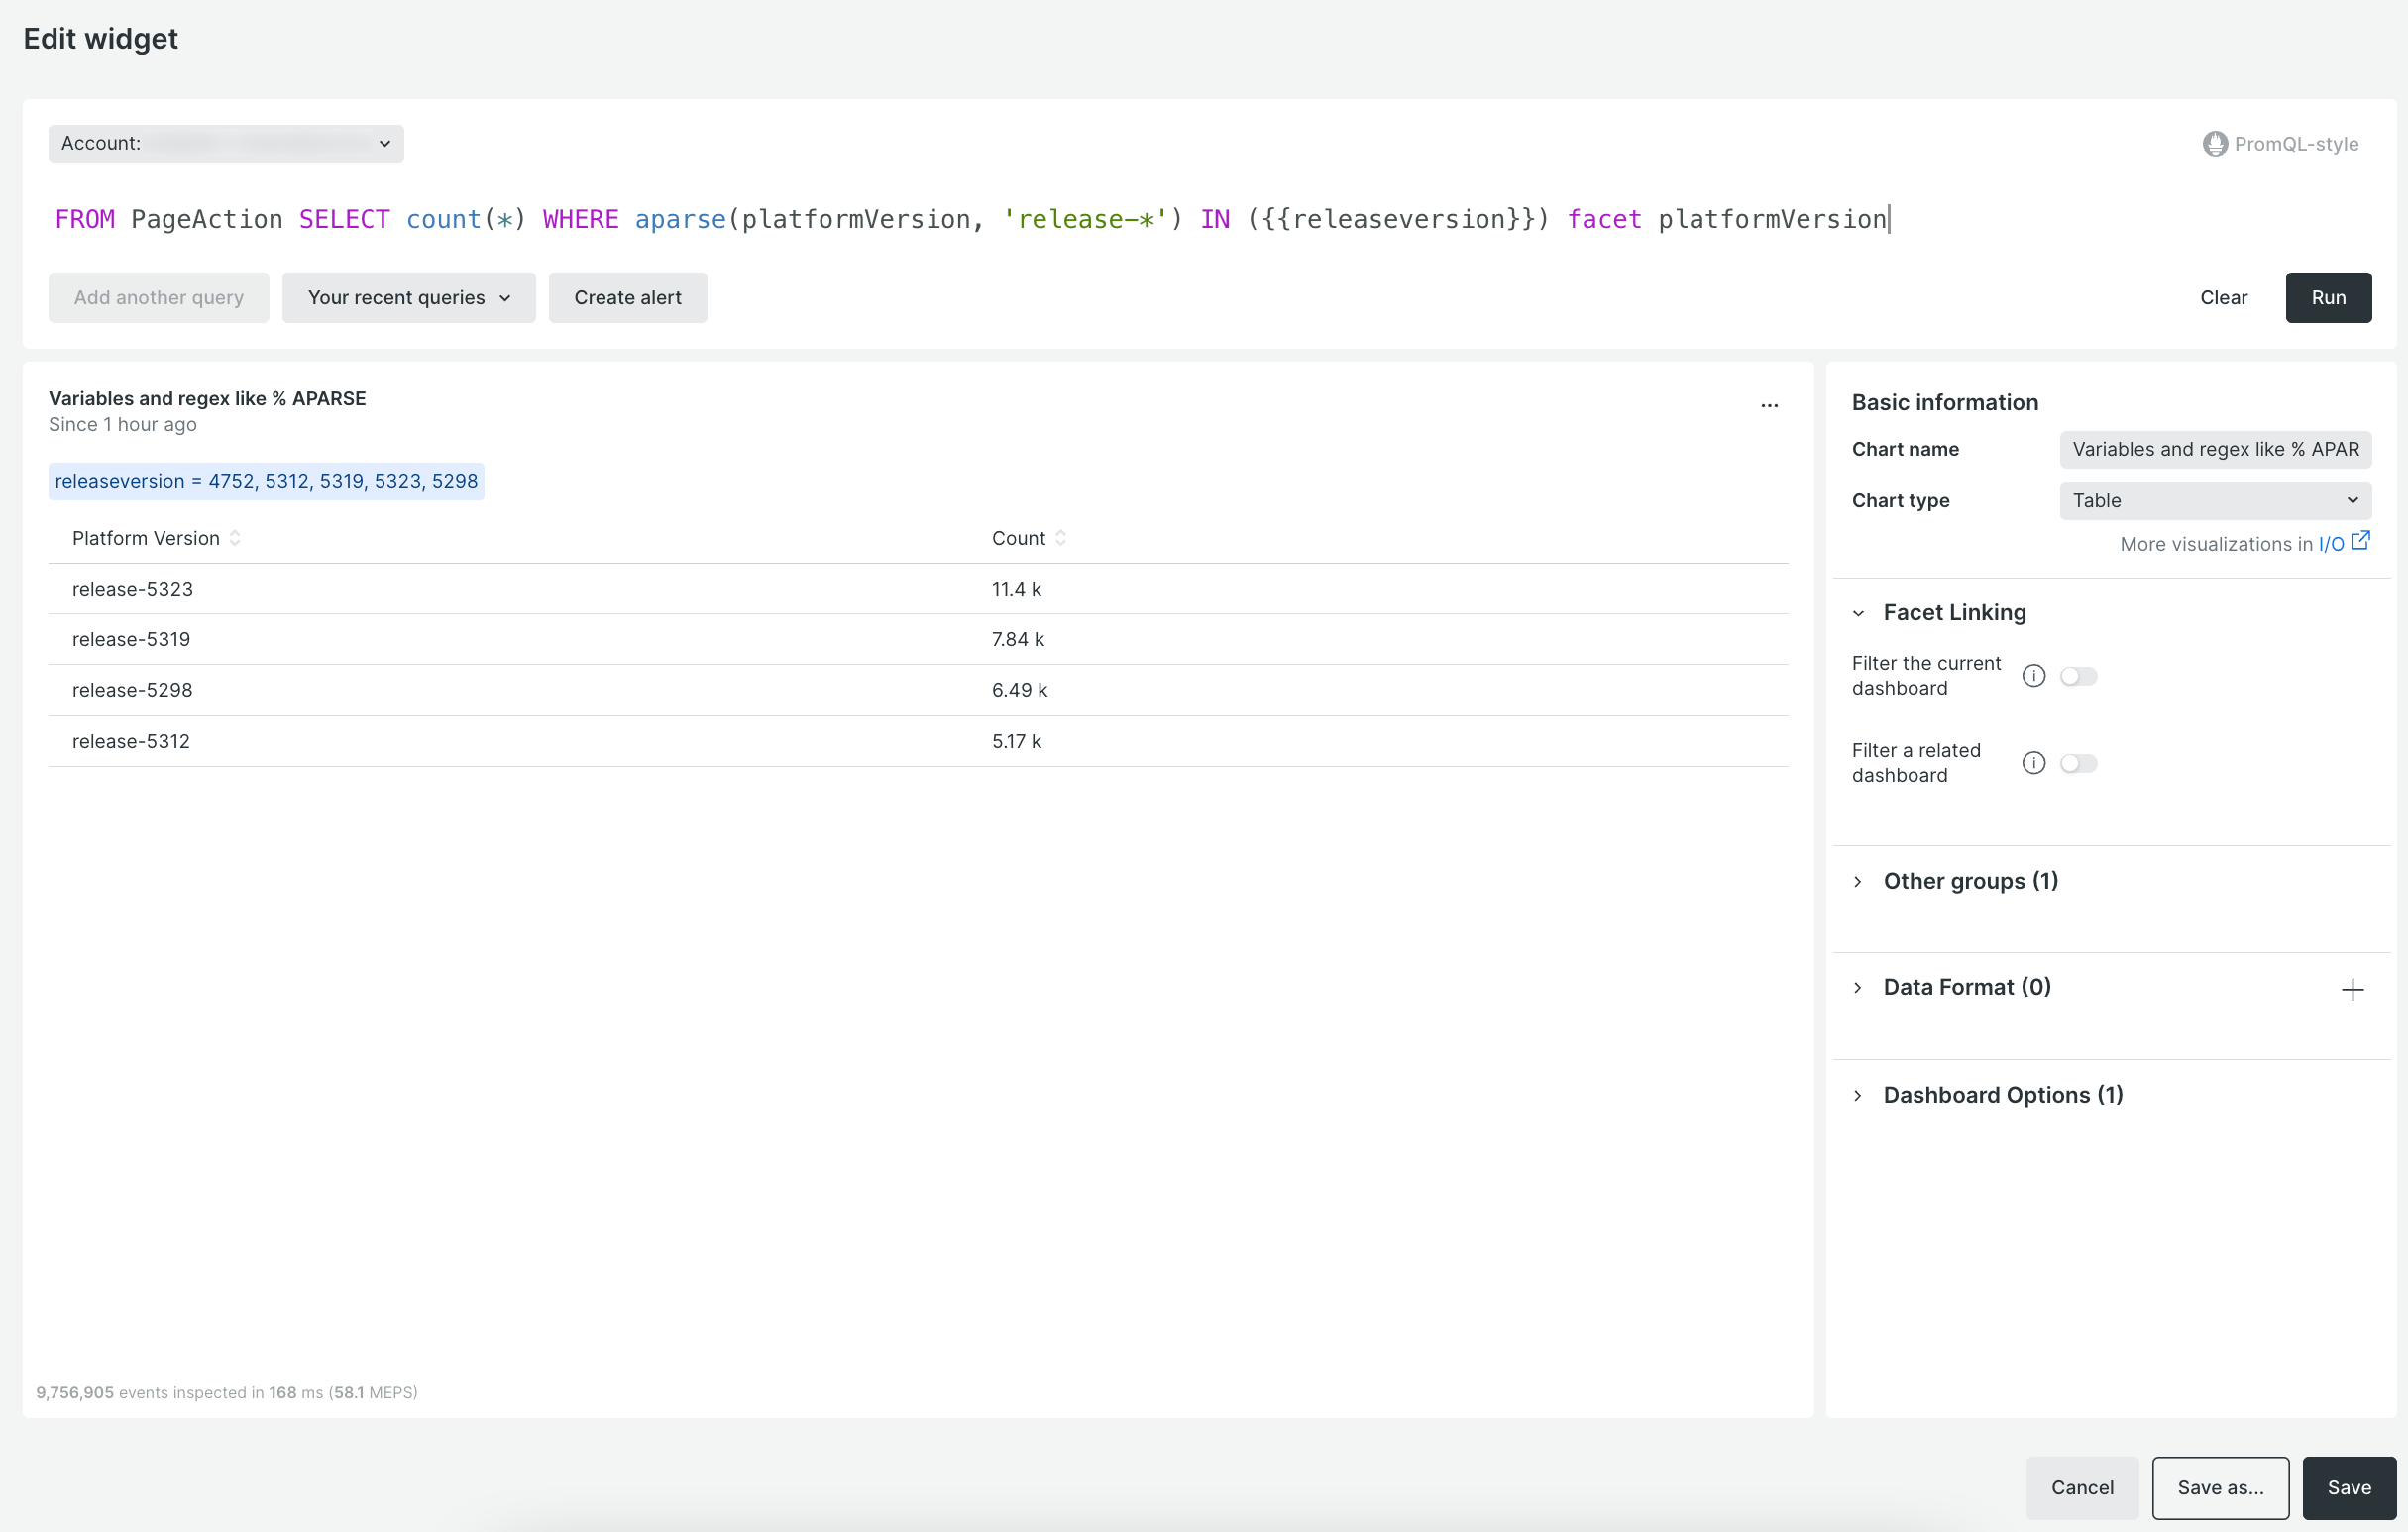 Edit widget
Account:
PromQL-style
FROM PageAction SELECT count(*) WHERE aparse(platformVersion, 'release-*') IN ({{releaseversion}}) facet platformVersion
Add another query
Your recent queries
Create alert
Clear
Run
Variables and regex like % APARSE
...
Since 1 hour ago
releaseversion = 4752, 5312, 5319, 5323, 5298
Platform Version Count
release-5323 11.4 k
release-5319 7.84 k
release-5298 6.49 k
release-5312 5.17 k
9,756,905 events inspected in 168 ms (58.1 MEPS)
Basic information
Chart name Variables and regex like % APAR
Chart type Table
More visualizations in I/O
Facet Linking
Filter the current
dashboard
Filter a related
dashboard
Other groups (1)
Data Format (0)
Dashboard Options (1)
Cancel
Save as...
Save